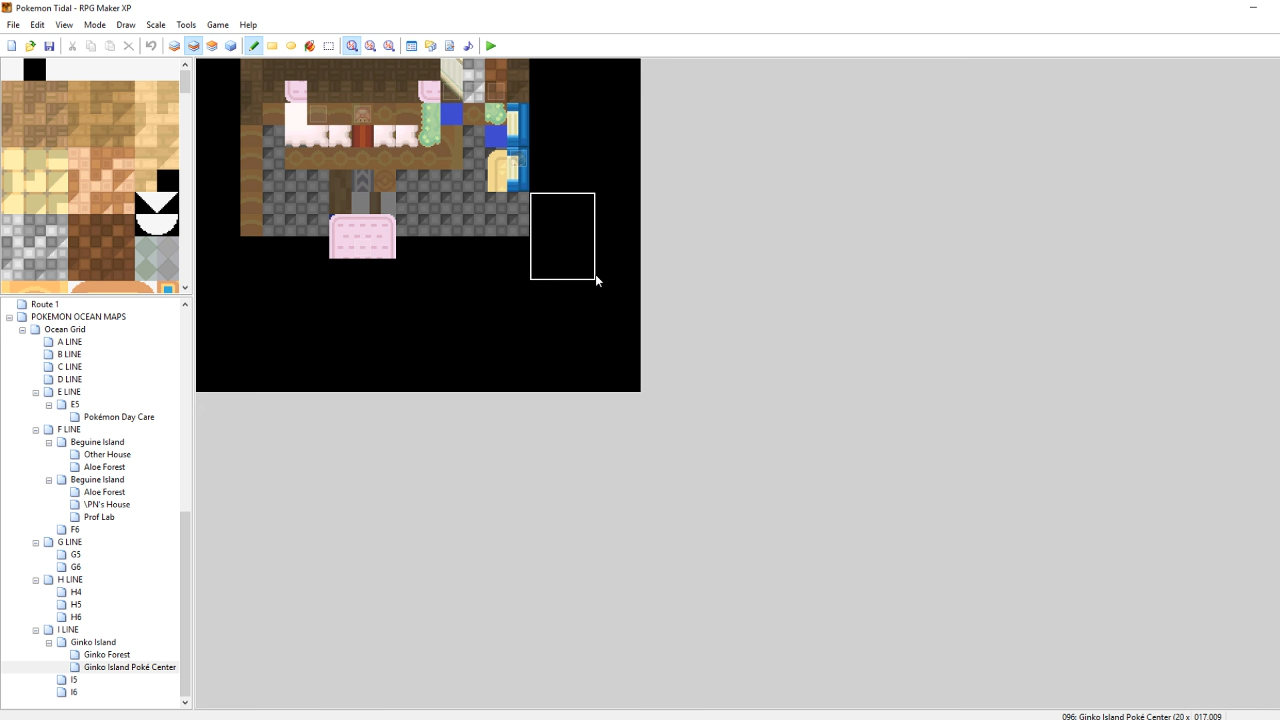 Pokemon Tidal - RPG Maker XP
File Edit View Mode Draw Scale Tools Game Help
Route 1
POKEMON OCEAN MAPS
Ocean Grid
A LINE
B LINE
C LINE
D LINE
E LINE
E5
Pokémon Day Care
F LINE
Beguine Island
Other House
Aloe Forest
Beguine Island
Aloe Forest
\PN's House
Prof Lab
F6
G LINE
G5
G6
H LINE
H4
H5
H6
I LINE
Ginko Island
Ginko Forest
Ginko Island Poké Center
I5
I6
096: Ginko Island Poké Center (20 x 017,009